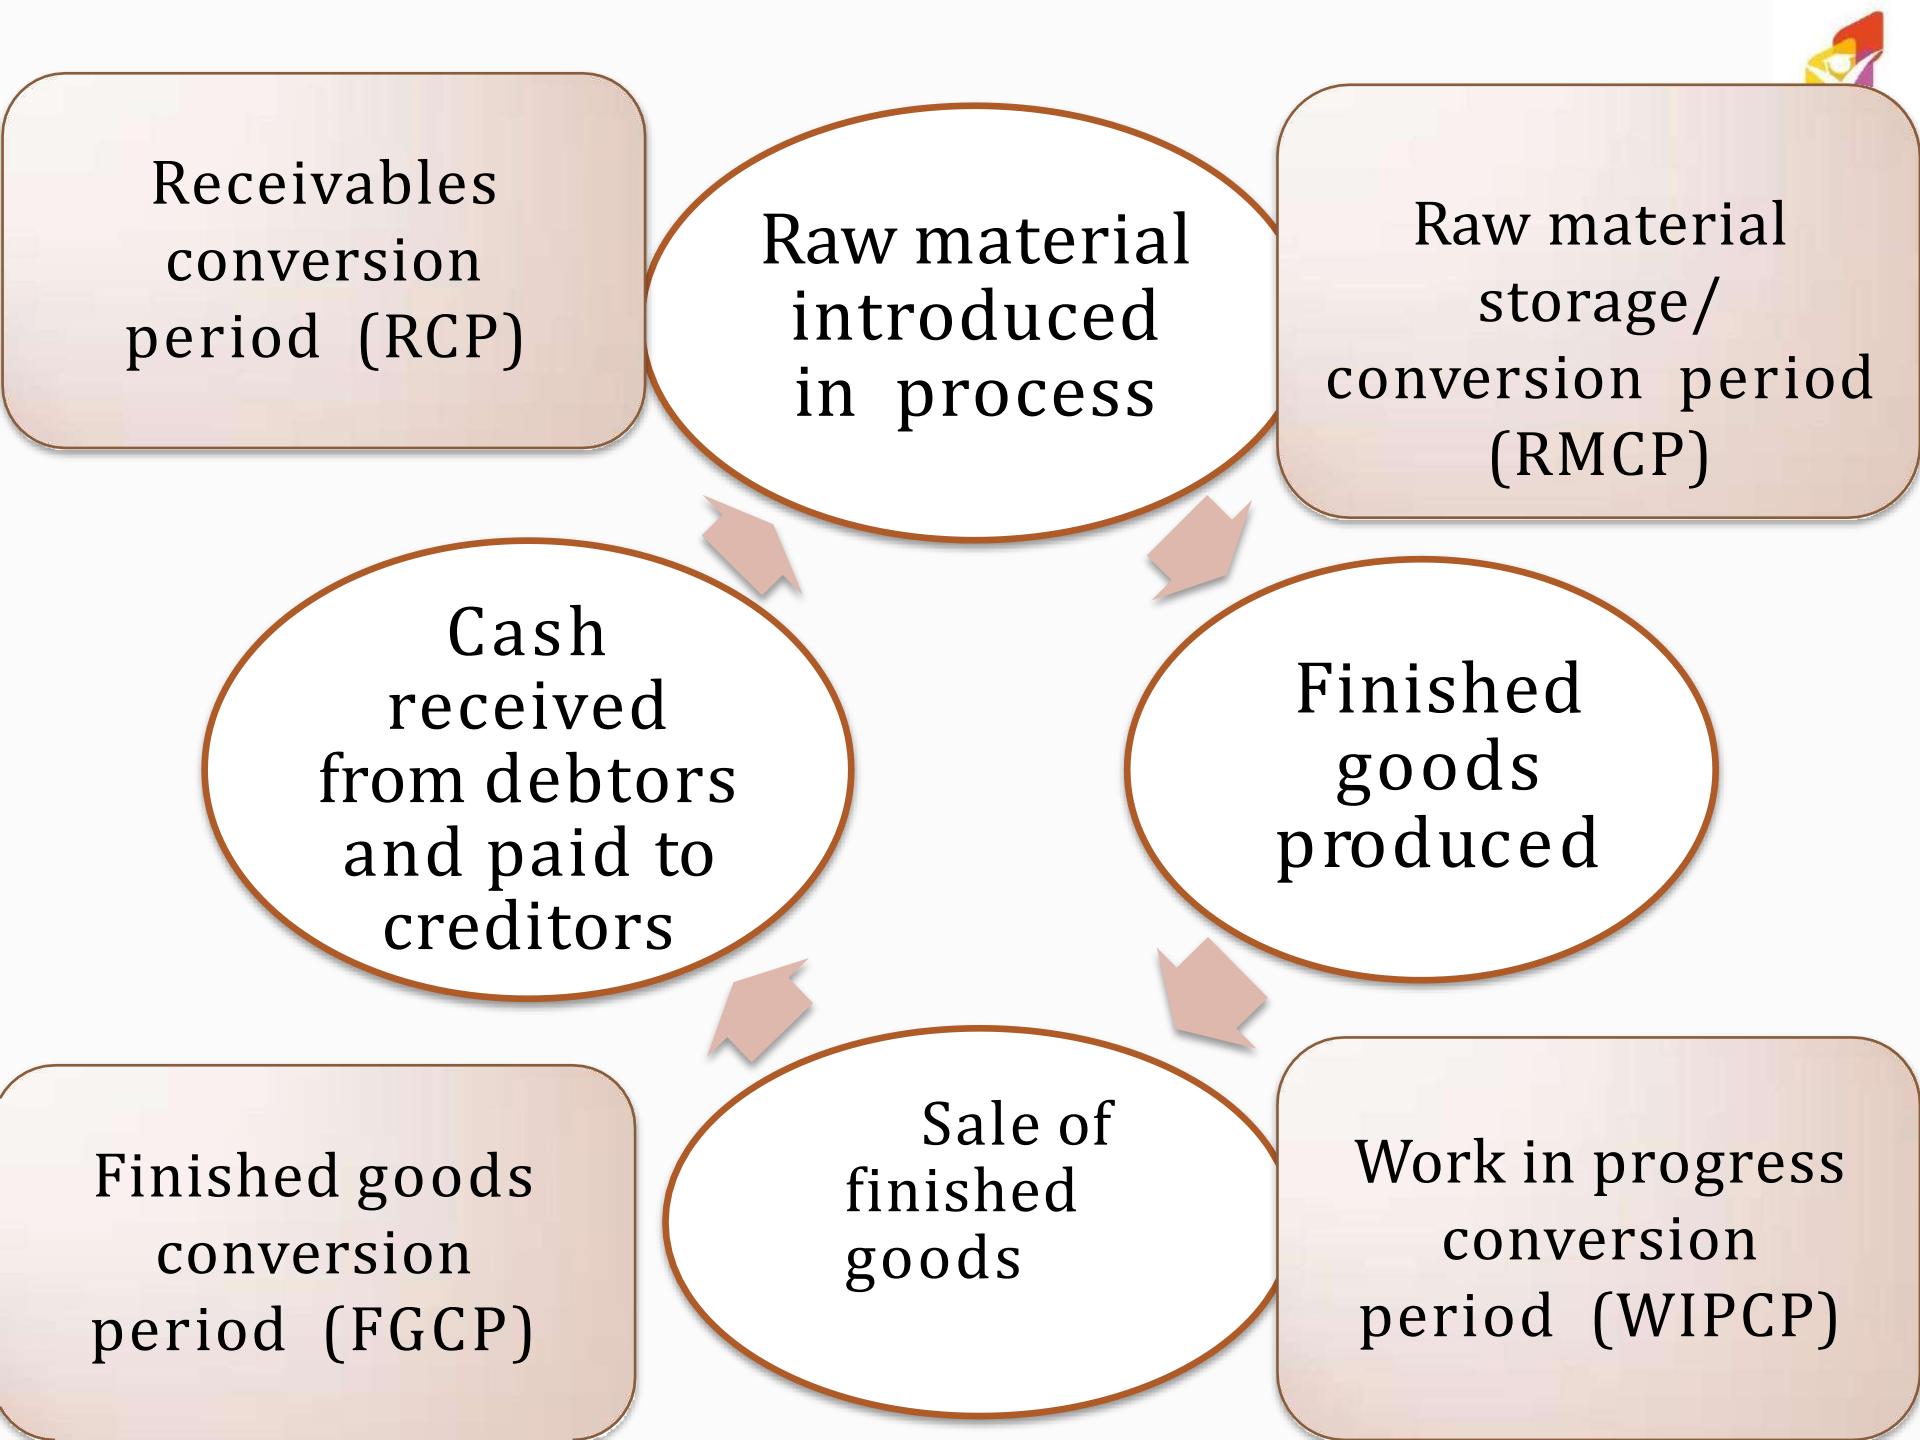 Receivables
conversion
period (RCP)
Raw material
introduced
in process
Raw material
storage/
conversion period
(RMCP)
Cash
received
from debtors
and paid to
creditors
Finished
goods
produced
Finished goods
conversion
period (FGCP)
Sale of
finished
goods
Work in progress
conversion
period (WIPCP)